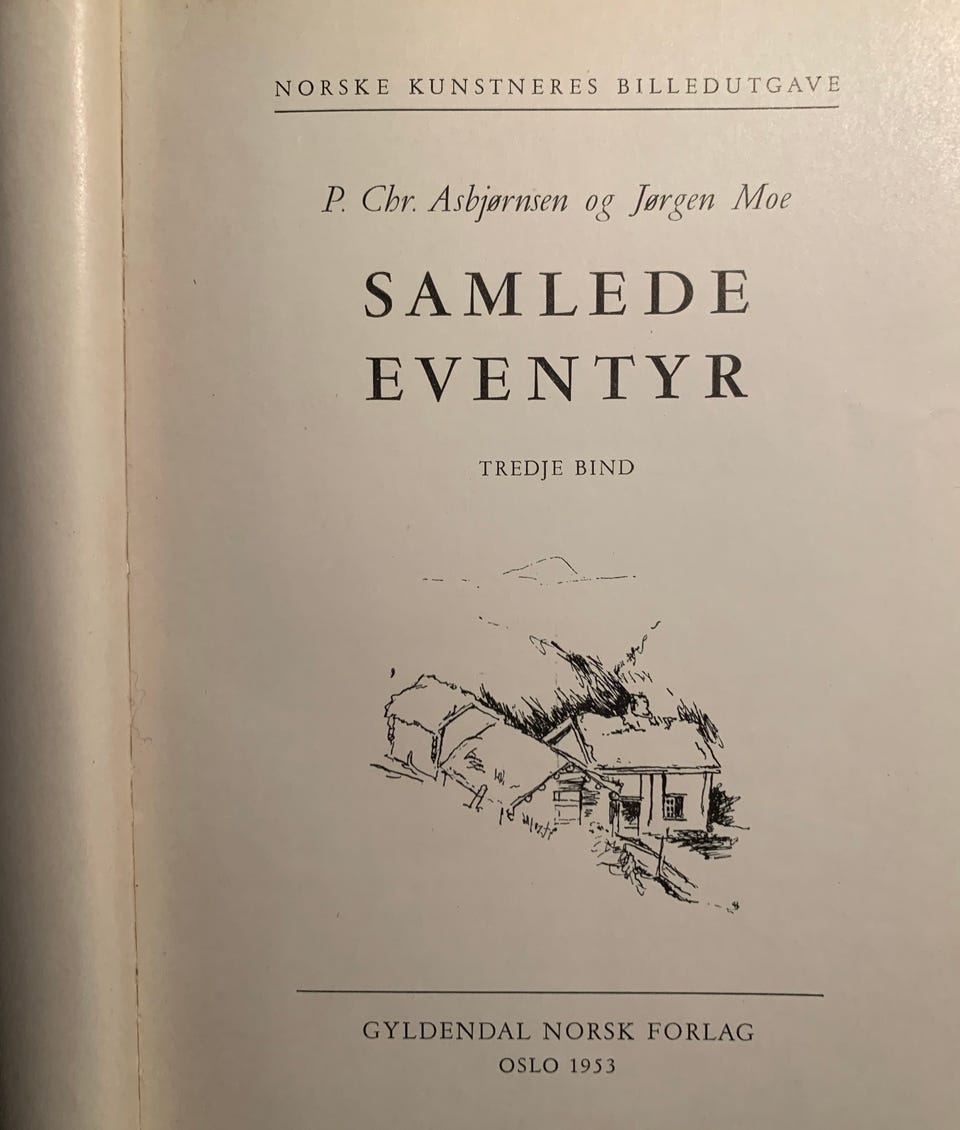 NORSKE KUNSTNERES BILLEDUTGAVE
P. Chr. Asbjørnsen og Jørgen Moe
SAMLEDE
EVENTYR
TREDJE BIND
GYLDENDAL NORSK FORLAG
OSLO 1953